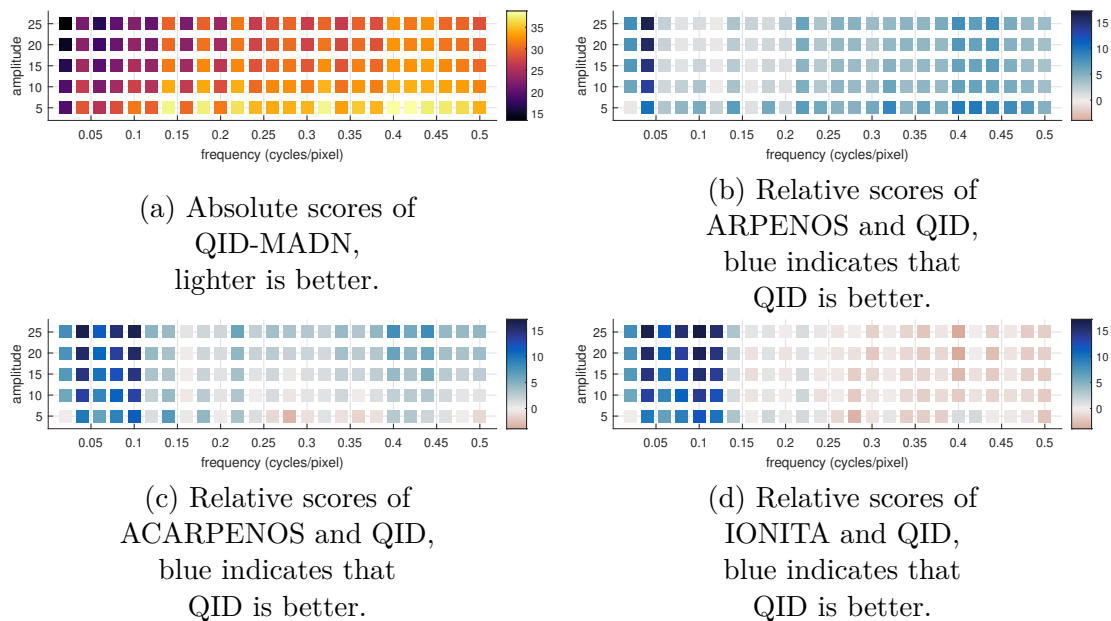 25
20
15
10
5
amplitude
0.05 0.1 0.15 0.2 0.25 0.3 0.35 0.4 0.45 0.5
frequency (cycles/pixel)
35
30
25
20
15
(a) Absolute scores of
QID-MADN,
lighter is better.
25
20
15
10
5
amplitude
0.05 0.1 0.15 0.2 0.25 0.3 0.35 0.4 0.45 0.5
frequency (cycles/pixel)
15
10
5
0
(b) Relative scores of
ARPENOS and QID,
blue indicates that
QID is better.
25
20
15
10
5
amplitude
0.05 0.1 0.15 0.2 0.25 0.3 0.35 0.4 0.45 0.5
frequency (cycles/pixel)
15
10
5
0
(c) Relative scores of
ACARPENOS and QID,
blue indicates that
QID is better.
25
20
15
10
5
amplitude
0.05 0.1 0.15 0.2 0.25 0.3 0.35 0.4 0.45 0.5
frequency (cycles/pixel)
15
10
5
0
(d) Relative scores of
IONITA and QID,
blue indicates that
QID is better.